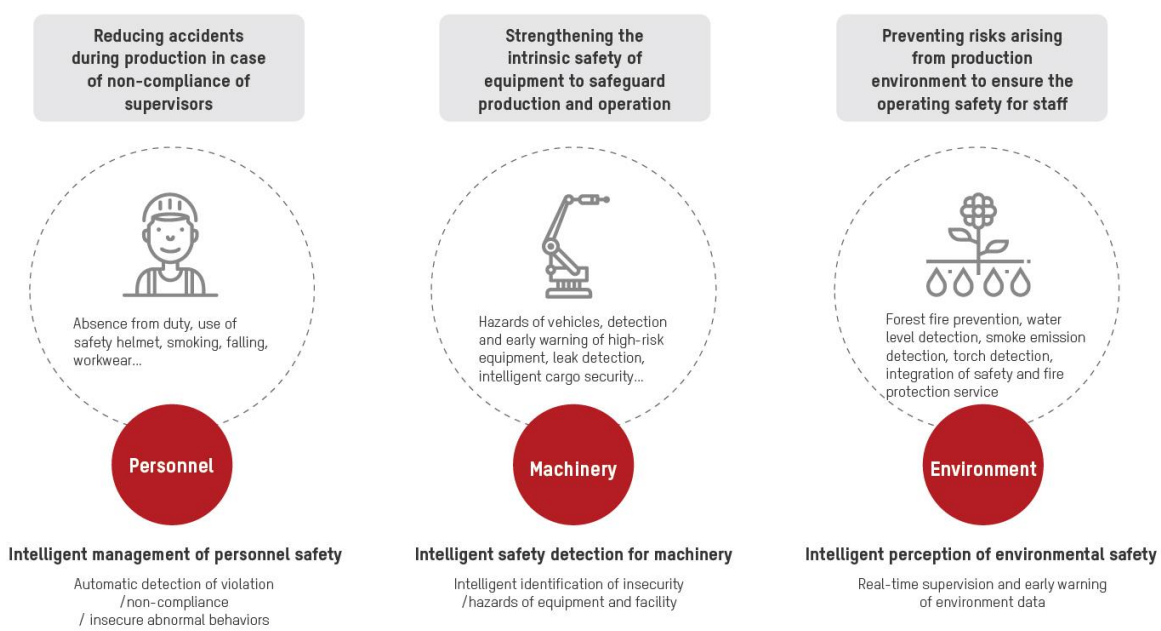 Reducing accidents
during production in case
of non-compliance of
supervisors
Absence from duty, use of
safety helmet, smoking, falling,
workwear...
Personnel
Intelligent management of personnel safety
Automatic detection of violation
/non-compliance
/ insecure abnormal behaviors
Strengthening the
intrinsic safety of
equipment to safeguard
production and operation
Hazards of vehicles, detection
and early warning of high-risk
equipment, leak detection,
intelligent cargo security...
Machinery
Intelligent safety detection for machinery
Intelligent identification of insecurity
/hazards of equipment and facility
Preventing risks arising
from production
environment to ensure the
operating safety for staff
Forest fire prevention, water
level detection, smoke emission
detection, torch detection,
integration of safety and fire
protection service
Environment
Intelligent perception of environmental safety
Real-time supervision and early warning
of environment data